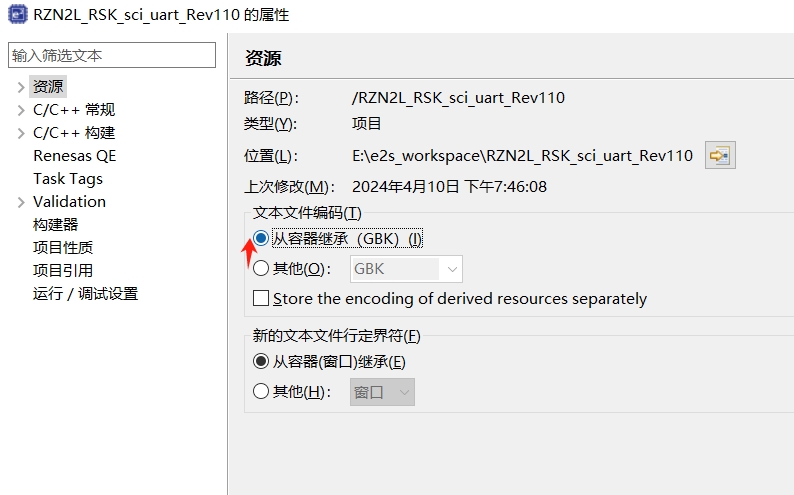 RZN2L_RSK_sci_uart_Rev110 的属性
输入筛选文本
资源
C/C++ 常规
C/C++ 构建
Renesas QE
Task Tags
Validation
构建器
项目性质
项目引用
运行 / 调试设置
资源
路径(P): /RZN2L_RSK_sci_uart_Rev110
类型(Y): 项目
位置(L): E:\e2s_workspace\RZN2L_RSK_sci_uart_Rev110
上次修改(M): 2024年4月10日 下午7:46:08
文本文件编码(T)
从容器继承（GBK）(I)
其他(O): GBK
Store the encoding of derived resources separately
新的文本文件行定界符(F)
从容器(窗口)继承(E)
其他(H): 窗口